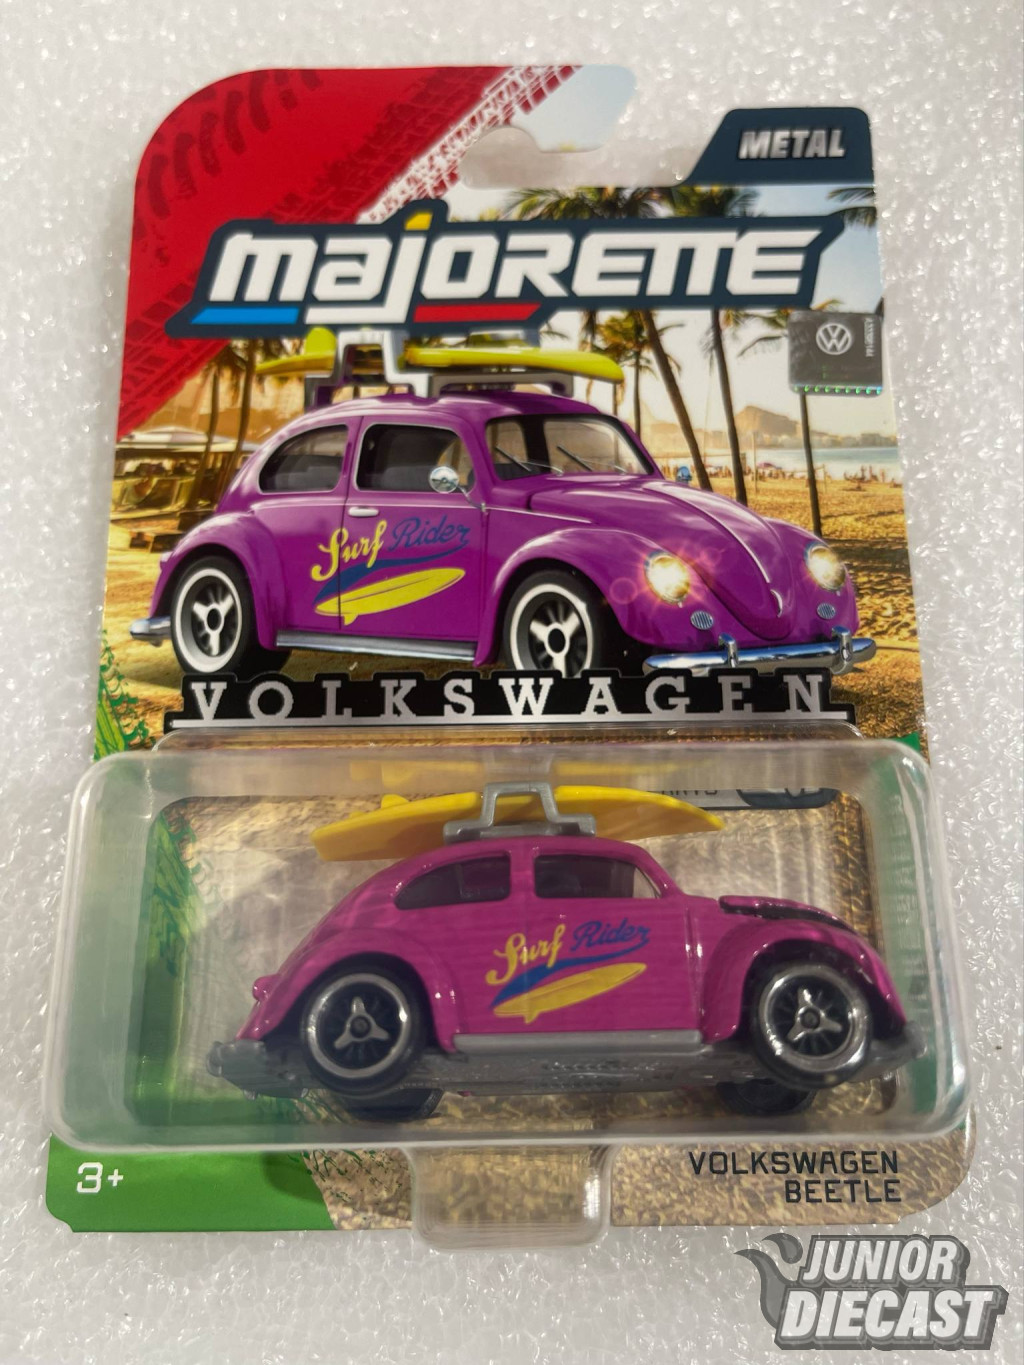 METAL
majorette
Surf Rider
VOLKSWAGEN
Surf Rider
3+
VOLKSWAGEN
BEETLE
JUNIOR
DIECAST